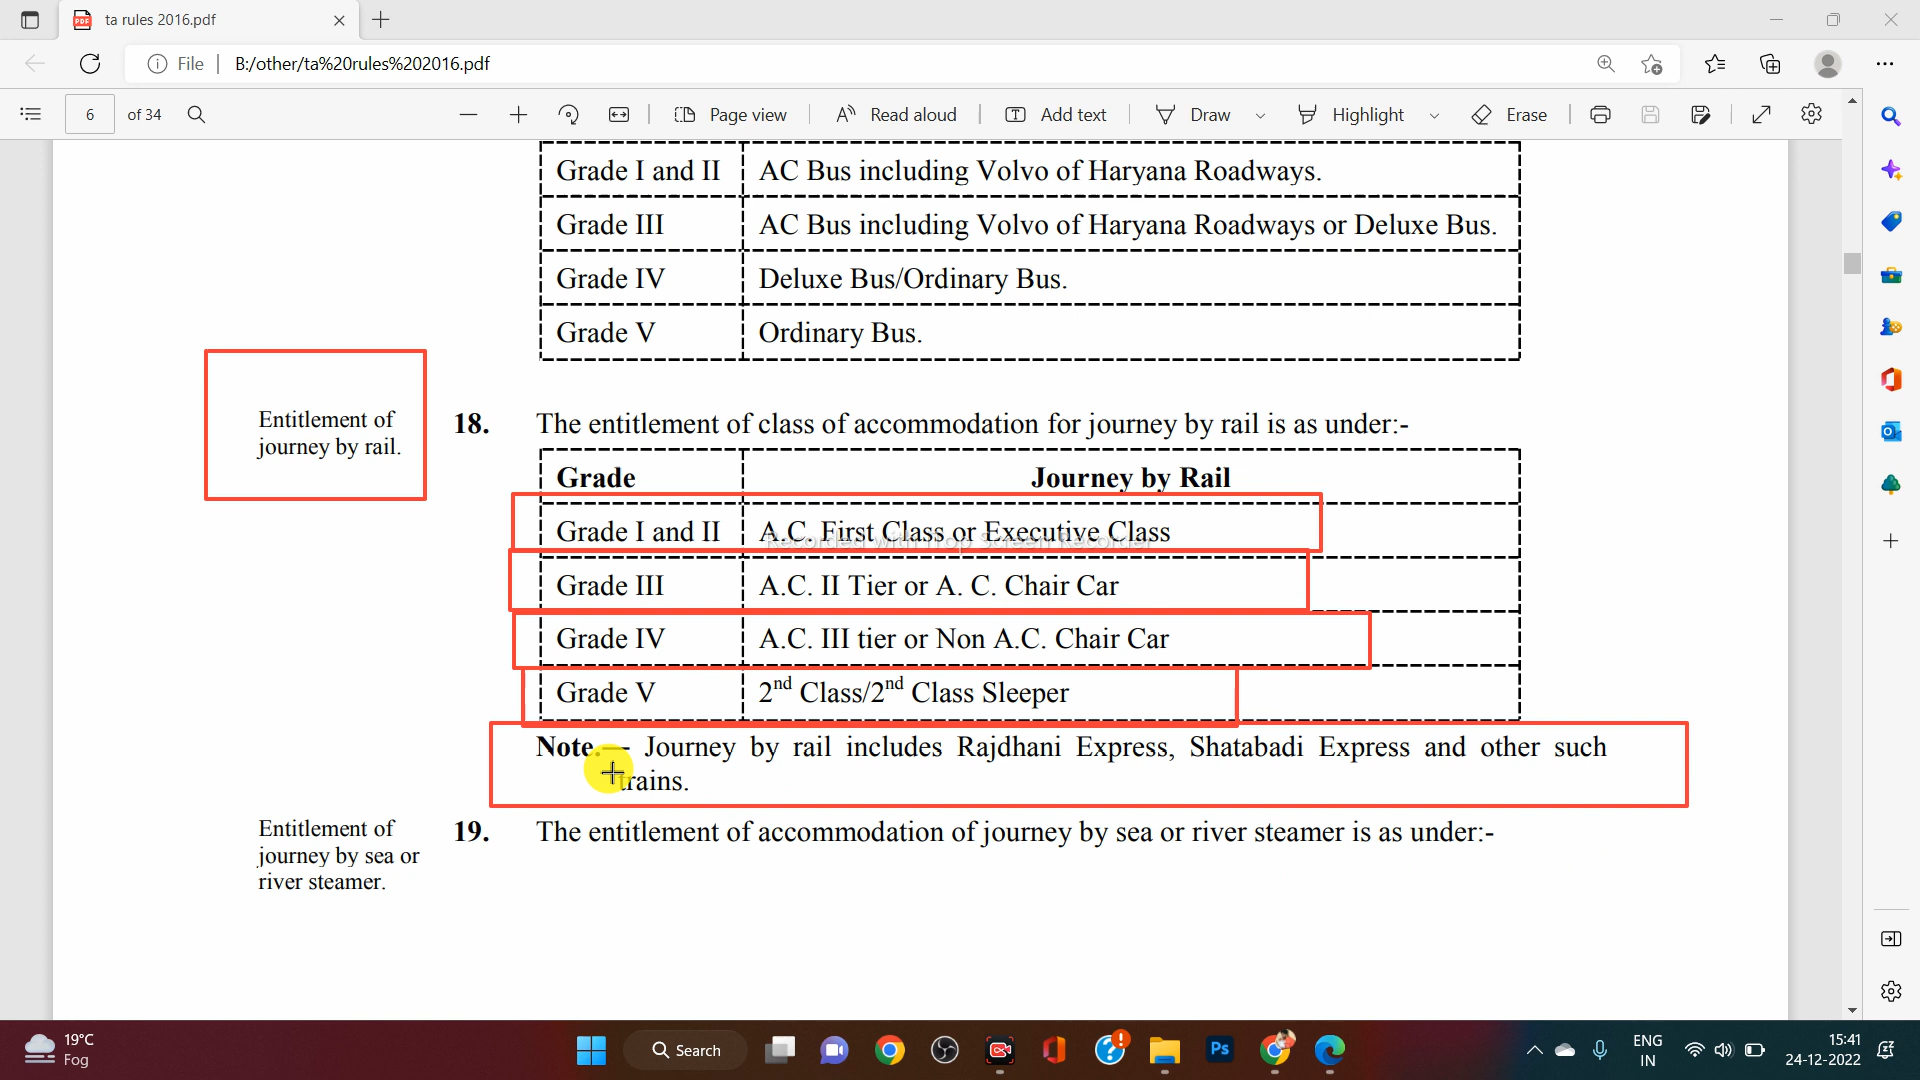 ta rules 2016.pdf
File B:/other/ta%20rules%202016.pdf
6 of 34 Page view Read aloud Add text Draw Highlight Erase
Grade I and II AC Bus including Volvo of Haryana Roadways.
Grade III AC Bus including Volvo of Haryana Roadways or Deluxe Bus.
Grade IV Deluxe Bus/Ordinary Bus.
Grade V Ordinary Bus.
Entitlement of
journey by rail.
18. The entitlement of class of accommodation for journey by rail is as under:-
Grade Journey by Rail
Grade I and II A.C. First Class or Executive Class
Recorded with iTop Screen Recorder
Grade III A.C. II Tier or A. C. Chair Car
Grade IV A.C. III tier or Non A.C. Chair Car
Grade V 2nd Class/2nd Class Sleeper
Note.— Journey by rail includes Rajdhani Express, Shatabadi Express and other such
trains.
Entitlement of
journey by sea or
river steamer.
19. The entitlement of accommodation of journey by sea or river steamer is as under:-
19°C
Fog
Search
Ps
ENG
IN
15:41
24-12-2022